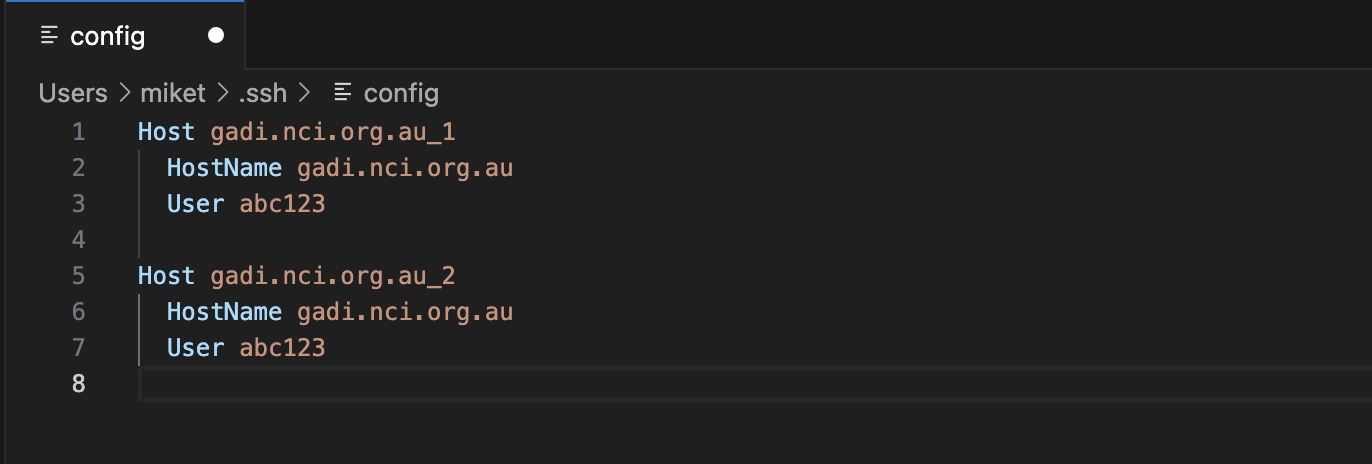 config
Users > miket > .ssh > config
1 Host gadi.nci.org.au_1
2 HostName gadi.nci.org.au
3 User abc123
4
5 Host gadi.nci.org.au_2
6 HostName gadi.nci.org.au
7 User abc123
8